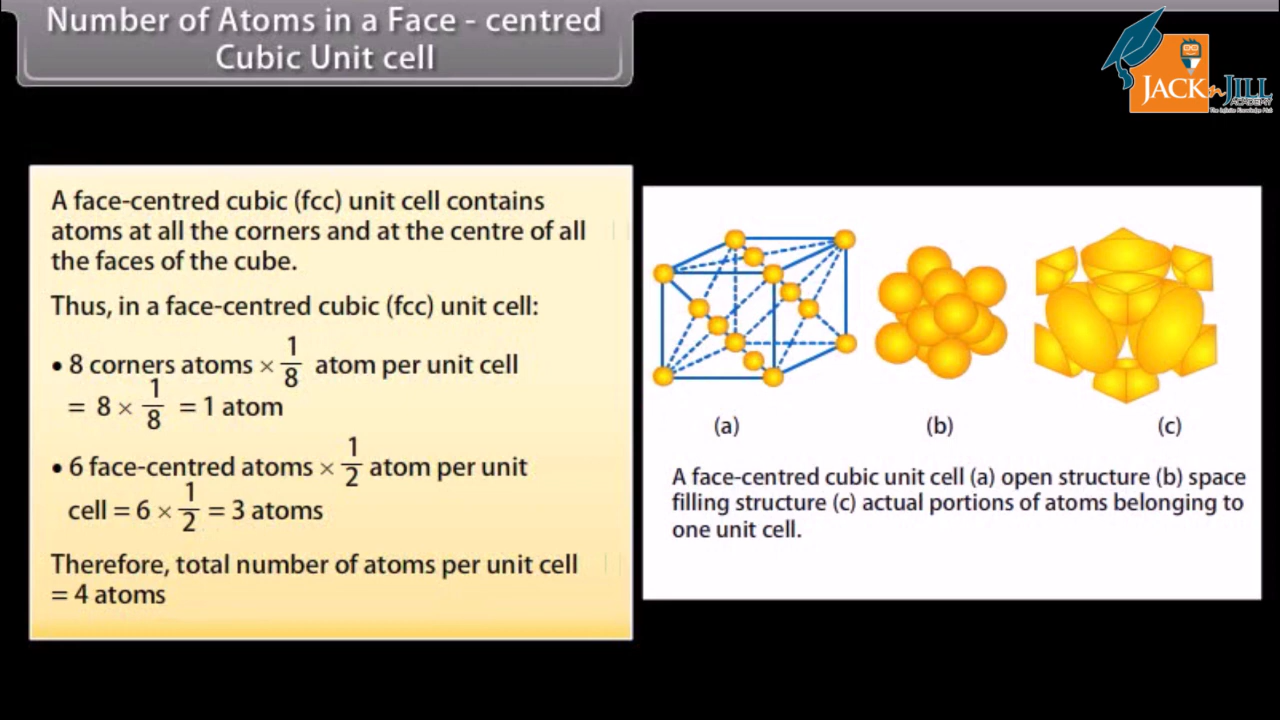 Number of Atoms in a Face - centred
Cubic Unit cell
JACK n JILL
ACADEMY
The Infinite Knowledge Hub
A face-centred cubic (fcc) unit cell contains
atoms at all the corners and at the centre of all
the faces of the cube.
Thus, in a face-centred cubic (fcc) unit cell:
• 8 corners atoms × 1/8 atom per unit cell
= 8 × 1/8 = 1 atom
• 6 face-centred atoms × 1/2 atom per unit
cell = 6 × 1/2 = 3 atoms
Therefore, total number of atoms per unit cell
= 4 atoms
(a) (b) (c)
A face-centred cubic unit cell (a) open structure (b) space
filling structure (c) actual portions of atoms belonging to
one unit cell.